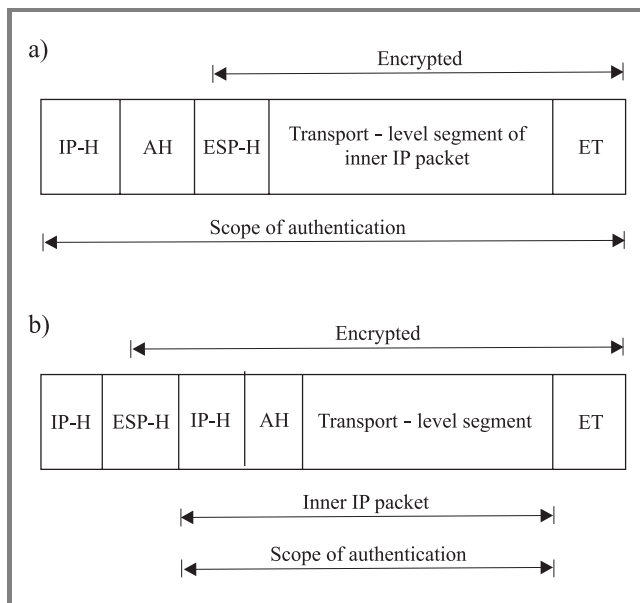 a)
Encrypted
IP-H AH ESP-H Transport – level segment of
inner IP packet ET
Scope of authentication
b)
Encrypted
IP-H ESP-H IP-H AH Transport – level segment ET
Inner IP packet
Scope of authentication